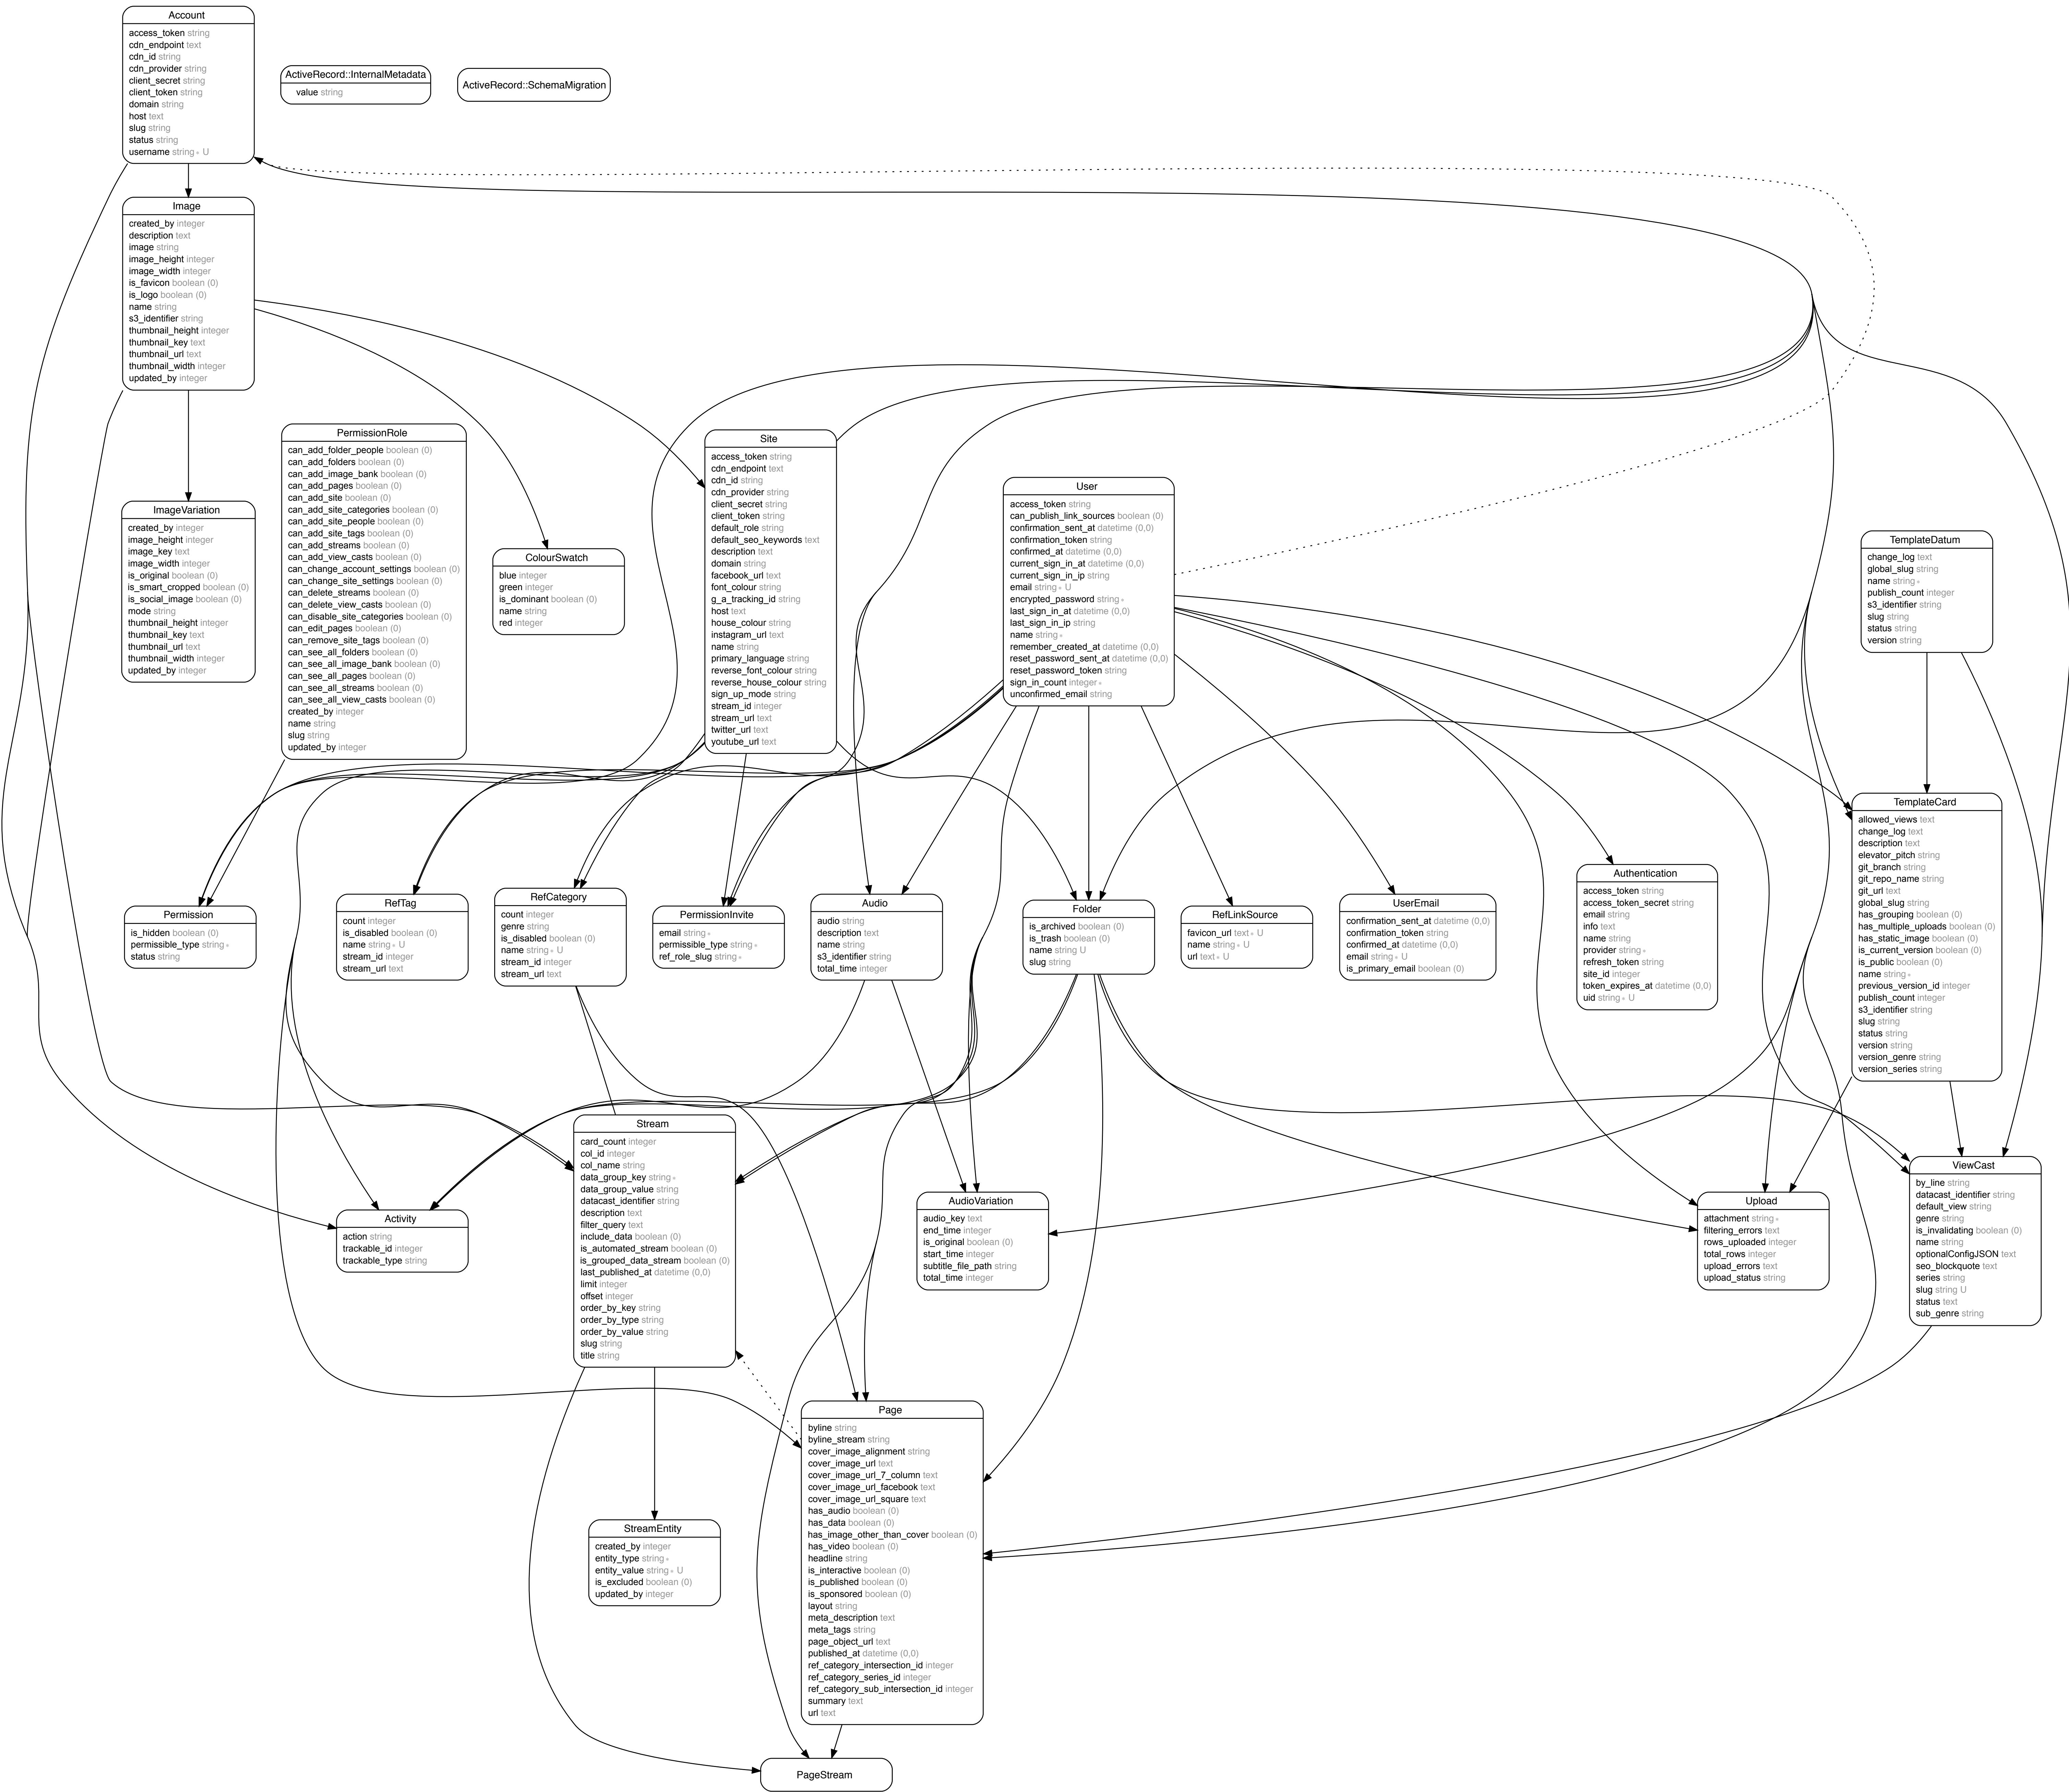 Account
access_token string
cdn_endpoint text
cdn_id string
cdn_provider string
client_secret string
client_token string
domain string
host text
slug string
status string
username string ∗ U
ActiveRecord::InternalMetadata
value string
ActiveRecord::SchemaMigration
Image
created_by integer
description text
image string
image_height integer
image_width integer
is_favicon boolean (0)
is_logo boolean (0)
name string
s3_identifier string
thumbnail_height integer
thumbnail_key text
thumbnail_url text
thumbnail_width integer
updated_by integer
PermissionRole
can_add_folder_people boolean (0)
can_add_folders boolean (0)
can_add_image_bank boolean (0)
can_add_pages boolean (0)
can_add_site boolean (0)
can_add_site_categories boolean (0)
can_add_site_people boolean (0)
can_add_site_tags boolean (0)
can_add_streams boolean (0)
can_add_view_casts boolean (0)
can_change_account_settings boolean (0)
can_change_site_settings boolean (0)
can_delete_streams boolean (0)
can_delete_view_casts boolean (0)
can_disable_site_categories boolean (0)
can_edit_pages boolean (0)
can_remove_site_tags boolean (0)
can_see_all_folders boolean (0)
can_see_all_image_bank boolean (0)
can_see_all_pages boolean (0)
can_see_all_streams boolean (0)
can_see_all_view_casts boolean (0)
created_by integer
name string
slug string
updated_by integer
Site
access_token string
cdn_endpoint text
cdn_id string
cdn_provider string
client_secret string
client_token string
default_role string
default_seo_keywords text
description text
domain string
facebook_url text
font_colour string
g_a_tracking_id string
host text
house_colour string
instagram_url text
name string
primary_language string
reverse_font_colour string
reverse_house_colour string
sign_up_mode string
stream_id integer
stream_url text
twitter_url text
youtube_url text
User
access_token string
can_publish_link_sources boolean (0)
confirmation_sent_at datetime (0,0)
confirmation_token string
confirmed_at datetime (0,0)
current_sign_in_at datetime (0,0)
current_sign_in_ip string
email string ∗ U
encrypted_password string ∗
last_sign_in_at datetime (0,0)
last_sign_in_ip string
name string ∗
remember_created_at datetime (0,0)
reset_password_sent_at datetime (0,0)
reset_password_token string
sign_in_count integer ∗
unconfirmed_email string
ImageVariation
created_by integer
image_height integer
image_key text
image_width integer
is_original boolean (0)
is_smart_cropped boolean (0)
is_social_image boolean (0)
mode string
thumbnail_height integer
thumbnail_key text
thumbnail_url text
thumbnail_width integer
updated_by integer
ColourSwatch
blue integer
green integer
is_dominant boolean (0)
name string
red integer
TemplateDatum
change_log text
global_slug string
name string ∗
publish_count integer
s3_identifier string
slug string
status string
version string
TemplateCard
allowed_views text
change_log text
description text
elevator_pitch string
git_branch string
git_repo_name string
git_url text
global_slug string
has_grouping boolean (0)
has_multiple_uploads boolean (0)
has_static_image boolean (0)
is_current_version boolean (0)
is_public boolean (0)
name string ∗
previous_version_id integer
publish_count integer
s3_identifier string
slug string
status string
version string
version_genre string
version_series string
Permission
is_hidden boolean (0)
permissible_type string ∗
status string
RefTag
count integer
is_disabled boolean (0)
name string ∗ U
stream_id integer
stream_url text
RefCategory
count integer
genre string
is_disabled boolean (0)
name string ∗ U
stream_id integer
stream_url text
PermissionInvite
email string ∗
permissible_type string ∗
ref_role_slug string ∗
Audio
audio string
description text
name string
s3_identifier string
total_time integer
Folder
is_archived boolean (0)
is_trash boolean (0)
name string U
slug string
RefLinkSource
favicon_url text ∗ U
name string ∗ U
url text ∗ U
UserEmail
confirmation_sent_at datetime (0,0)
confirmation_token string
confirmed_at datetime (0,0)
email string ∗ U
is_primary_email boolean (0)
Authentication
access_token string
access_token_secret string
email string
info text
name string
provider string ∗
refresh_token string
site_id integer
token_expires_at datetime (0,0)
uid string ∗ U
Stream
card_count integer
col_id integer
col_name string
data_group_key string ∗
data_group_value string
datacast_identifier string
description text
filter_query text
include_data boolean (0)
is_automated_stream boolean (0)
is_grouped_data_stream boolean (0)
last_published_at datetime (0,0)
limit integer
offset integer
order_by_key string
order_by_type string
order_by_value string
slug string
title string
Activity
action string
trackable_id integer
trackable_type string
AudioVariation
audio_key text
end_time integer
is_original boolean (0)
start_time integer
subtitle_file_path string
total_time integer
Upload
attachment string ∗
filtering_errors text
rows_uploaded integer
total_rows integer
upload_errors text
upload_status string
ViewCast
by_line string
datacast_identifier string
default_view string
genre string
is_invalidating boolean (0)
name string
optionalConfigJSON text
seo_blockquote text
series string
slug string U
status text
sub_genre string
Page
byline string
byline_stream string
cover_image_alignment string
cover_image_url text
cover_image_url_7_column text
cover_image_url_facebook text
cover_image_url_square text
has_audio boolean (0)
has_data boolean (0)
has_image_other_than_cover boolean (0)
has_video boolean (0)
headline string
is_interactive boolean (0)
is_published boolean (0)
is_sponsored boolean (0)
layout string
meta_description text
meta_tags string
page_object_url text
published_at datetime (0,0)
ref_category_intersection_id integer
ref_category_series_id integer
ref_category_sub_intersection_id integer
summary text
url text
StreamEntity
created_by integer
entity_type string ∗
entity_value string ∗ U
is_excluded boolean (0)
updated_by integer
PageStream